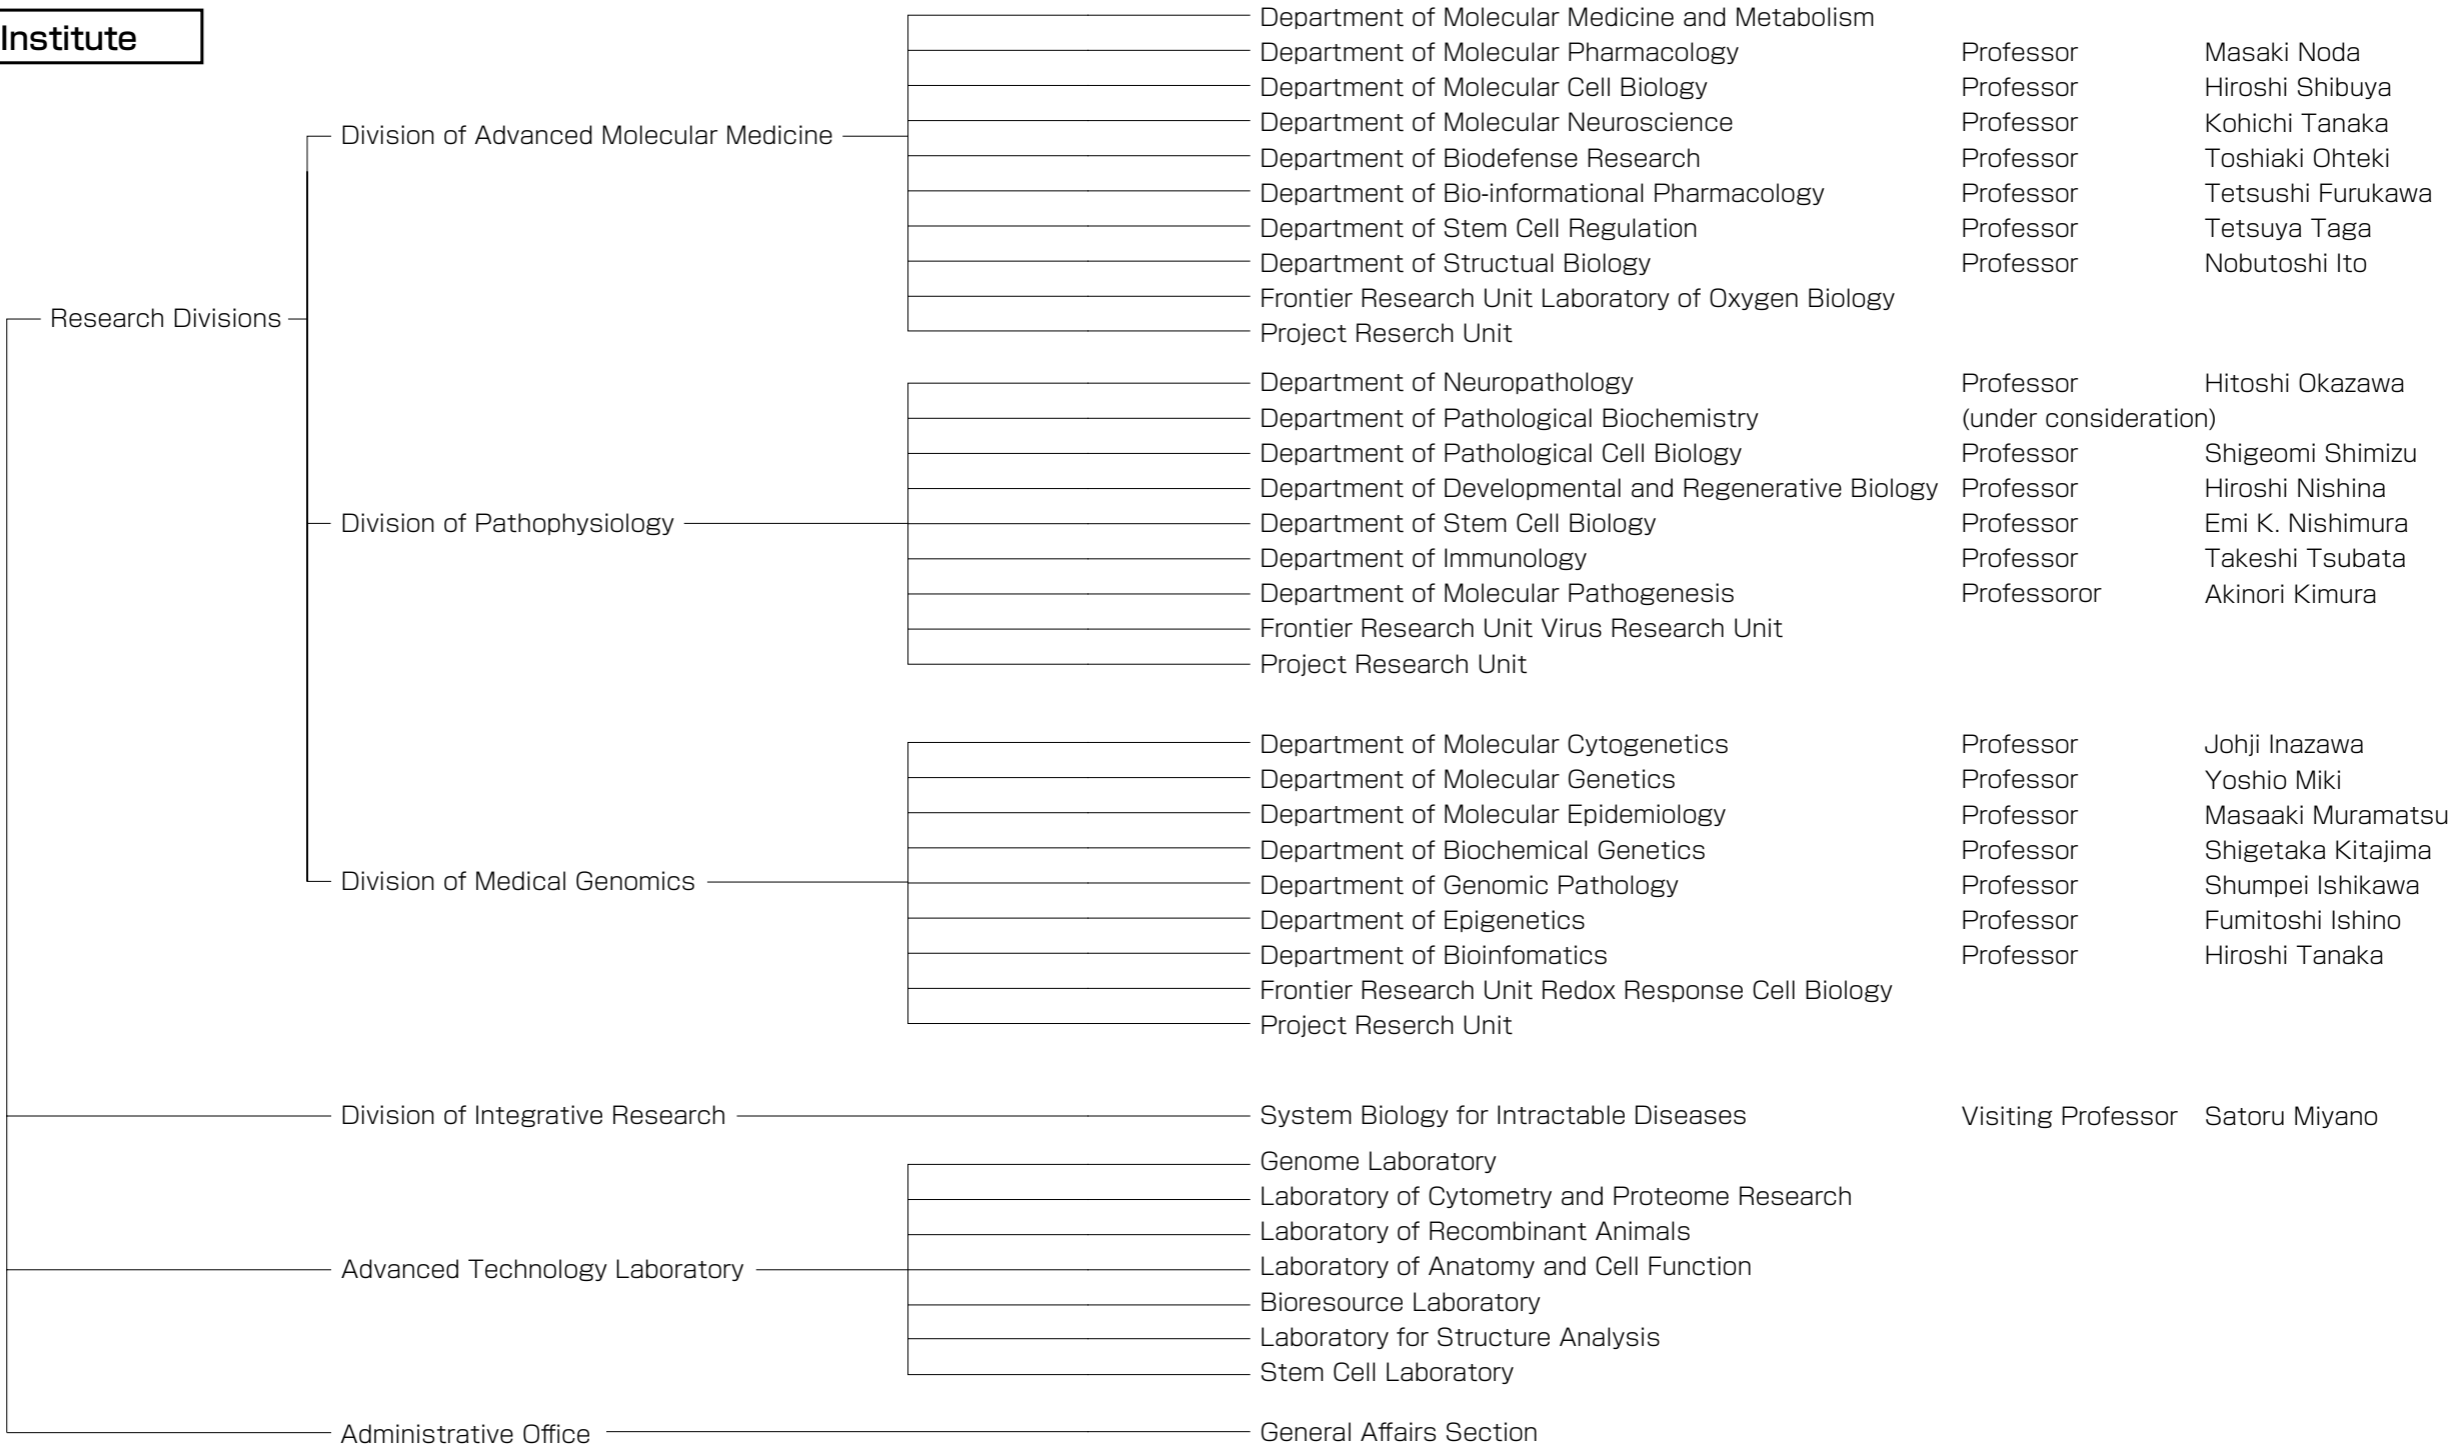 Institute
Department of Molecular Medicine and Metabolism
Department of Molecular Pharmacology Professor Masaki Noda
Department of Molecular Cell Biology Professor Hiroshi Shibuya
Department of Molecular Neuroscience Professor Kohichi Tanaka
Division of Advanced Molecular Medicine
Department of Biodefense Research Professor Toshiaki Ohteki
Department of Bio-informational Pharmacology Professor Tetsushi Furukawa
Department of Stem Cell Regulation Professor Tetsuya Taga
Department of Structual Biology Professor Nobutoshi Ito
Frontier Research Unit Laboratory of Oxygen Biology
Research Divisions
Project Reserch Unit
Department of Neuropathology Professor Hitoshi Okazawa
Department of Pathological Biochemistry (under consideration)
Department of Pathological Cell Biology Professor Shigeomi Shimizu
Department of Developmental and Regenerative Biology Professor Hiroshi Nishina
Division of Pathophysiology
Department of Stem Cell Biology Professor Emi K. Nishimura
Department of Immunology Professor Takeshi Tsubata
Department of Molecular Pathogenesis Professoror Akinori Kimura
Frontier Research Unit Virus Research Unit
Project Research Unit
Department of Molecular Cytogenetics Professor Johji Inazawa
Department of Molecular Genetics Professor Yoshio Miki
Department of Molecular Epidemiology Professor Masaaki Muramatsu
Department of Biochemical Genetics Professor Shigetaka Kitajima
Division of Medical Genomics
Department of Genomic Pathology Professor Shumpei Ishikawa
Department of Epigenetics Professor Fumitoshi Ishino
Department of Bioinfomatics Professor Hiroshi Tanaka
Frontier Research Unit Redox Response Cell Biology
Project Reserch Unit
Division of Integrative Research System Biology for Intractable Diseases Visiting Professor Satoru Miyano
Genome Laboratory
Laboratory of Cytometry and Proteome Research
Laboratory of Recombinant Animals
Advanced Technology Laboratory
Laboratory of Anatomy and Cell Function
Bioresource Laboratory
Laboratory for Structure Analysis
Stem Cell Laboratory
Administrative Office General Affairs Section